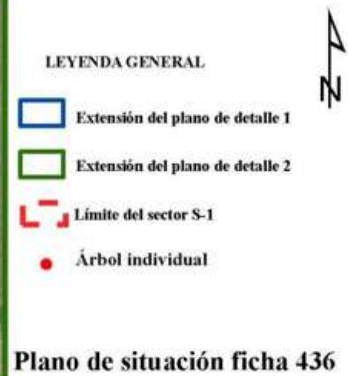 N
LEYENDA GENERAL
Extensión del plano de detalle 1
Extensión del plano de detalle 2
Límite del sector S-1
Árbol individual
Plano de situación ficha 436